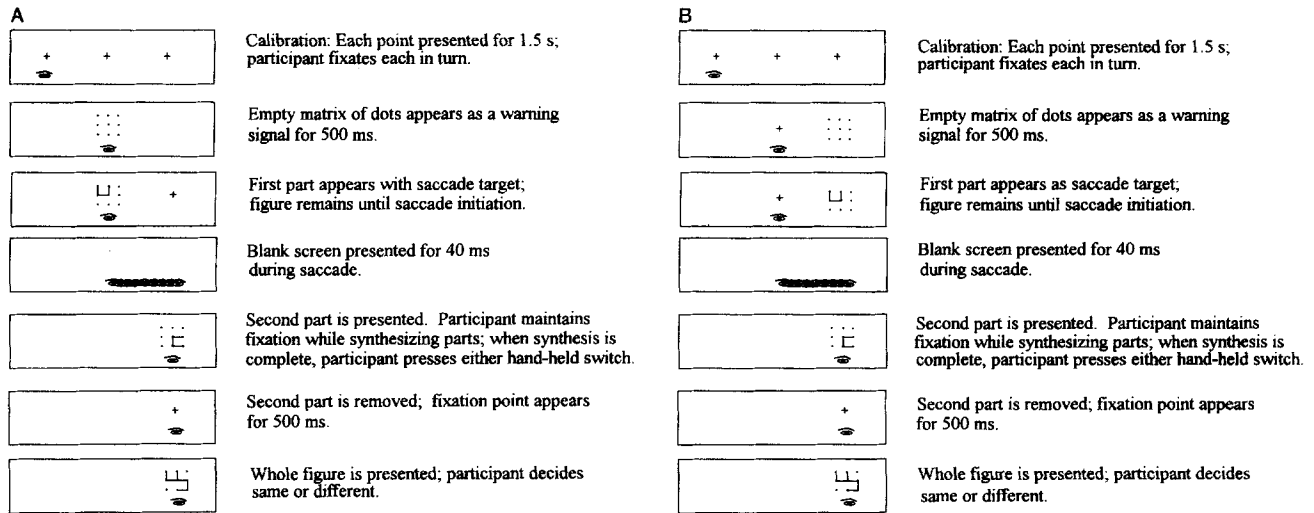 A
Calibration: Each point presented for 1.5 s;
participant fixates each in turn.
Empty matrix of dots appears as a warning
signal for 500 ms.
First part appears with saccade target;
figure remains until saccade initiation.
Blank screen presented for 40 ms
during saccade.
Second part is presented. Participant maintains
fixation while synthesizing parts; when synthesis is
complete, participant presses either hand-held switch.
Second part is removed; fixation point appears
for 500 ms.
Whole figure is presented; participant decides
same or different.
B
Calibration: Each point presented for 1.5 s;
participant fixates each in turn.
Empty matrix of dots appears as a warning
signal for 500 ms.
First part appears as saccade target;
figure remains until saccade initiation.
Blank screen presented for 40 ms
during saccade.
Second part is presented. Participant maintains
fixation while synthesizing parts; when synthesis is
complete, participant presses either hand-held switch.
Second part is removed; fixation point appears
for 500 ms.
Whole figure is presented; participant decides
same or different.